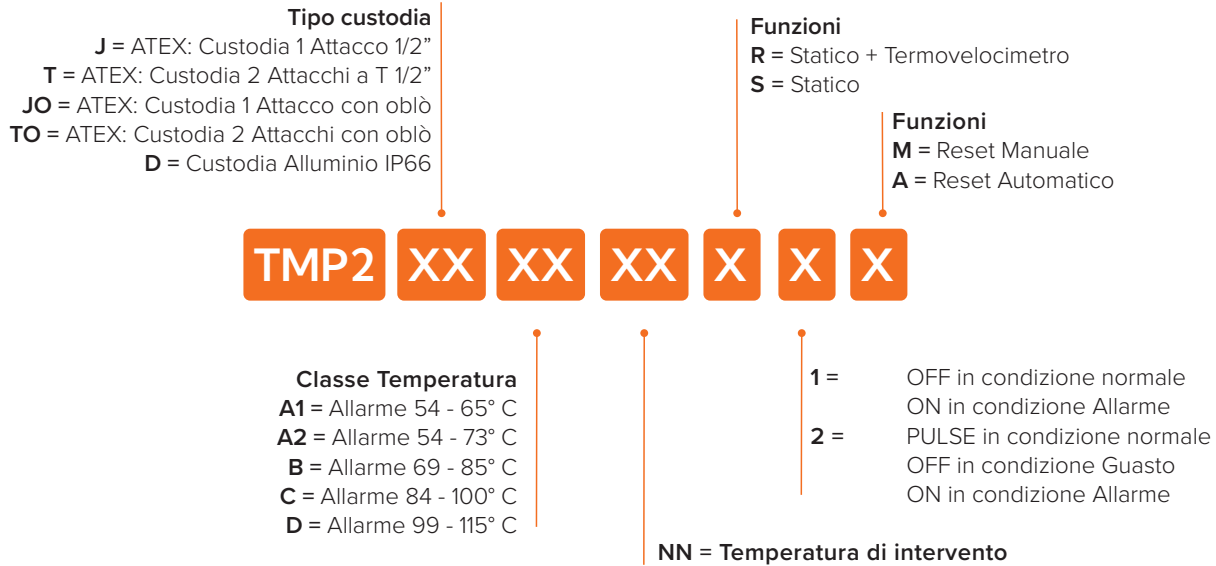 Tipo custodia
J = ATEX: Custodia 1 Attacco 1/2”
T = ATEX: Custodia 2 Attacchi a T 1/2”
JO = ATEX: Custodia 1 Attacco con oblò
TO = ATEX: Custodia 2 Attacchi con oblò
D = Custodia Alluminio IP66
Funzioni
R = Statico + Termovelocimetro
S = Statico
Funzioni
M = Reset Manuale
A = Reset Automatico
TMP2 XX XX XX X X X
Classe Temperatura
A1 = Allarme 54 - 65° C
A2 = Allarme 54 - 73° C
B = Allarme 69 - 85° C
C = Allarme 84 - 100° C
D = Allarme 99 - 115° C
NN = Temperatura di intervento
1 = OFF in condizione normale
ON in condizione Allarme
2 = PULSE in condizione normale
OFF in condizione Guasto
ON in condizione Allarme